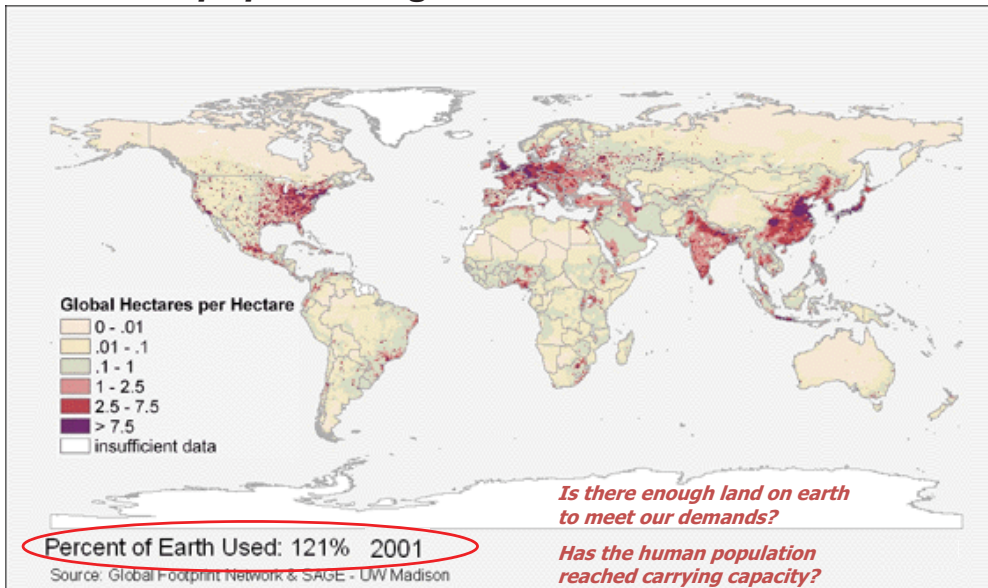 Global Hectares per Hectare
0 - .01
.01 - .1
.1 - 1
1 - 2.5
2.5 - 7.5
> 7.5
insufficient data
Is there enough land on earth
to meet our demands?
Percent of Earth Used: 121% 2001
Has the human population
reached carrying capacity?
Source: Global Footprint Network & SAGE - UW Madison